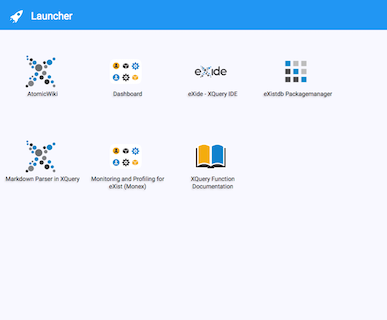 Launcher
AtomicWiki
Dashboard
eXide
eXide - XQuery IDE
eXistdb Packagemanager
Markdown Parser in XQuery
Monitoring and Profiling for
eXist (Monex)
XQuery Function
Documentation